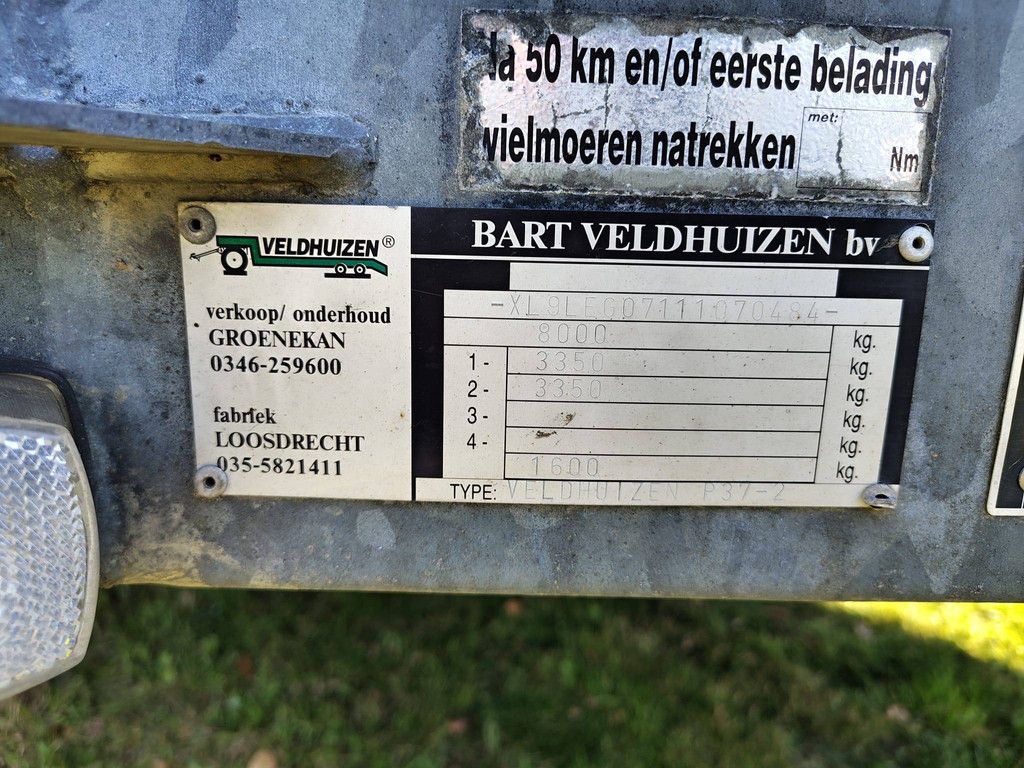 50 km en/of eerste belading
wielmoeren natrekken
met:
Nm
VELDHUIZEN®
verkoop/ onderhoud
GROENEKAN
0346-259600
fabriek
LOOSDRECHT
035-5821411
BART VELDHUIZEN bv
-XL9LEG07111070484-
8000 kg.
1- 3350 kg.
2- 3350 kg.
3- kg.
4- kg.
1600 kg.
TYPE: VELDHUIZEN P37-2